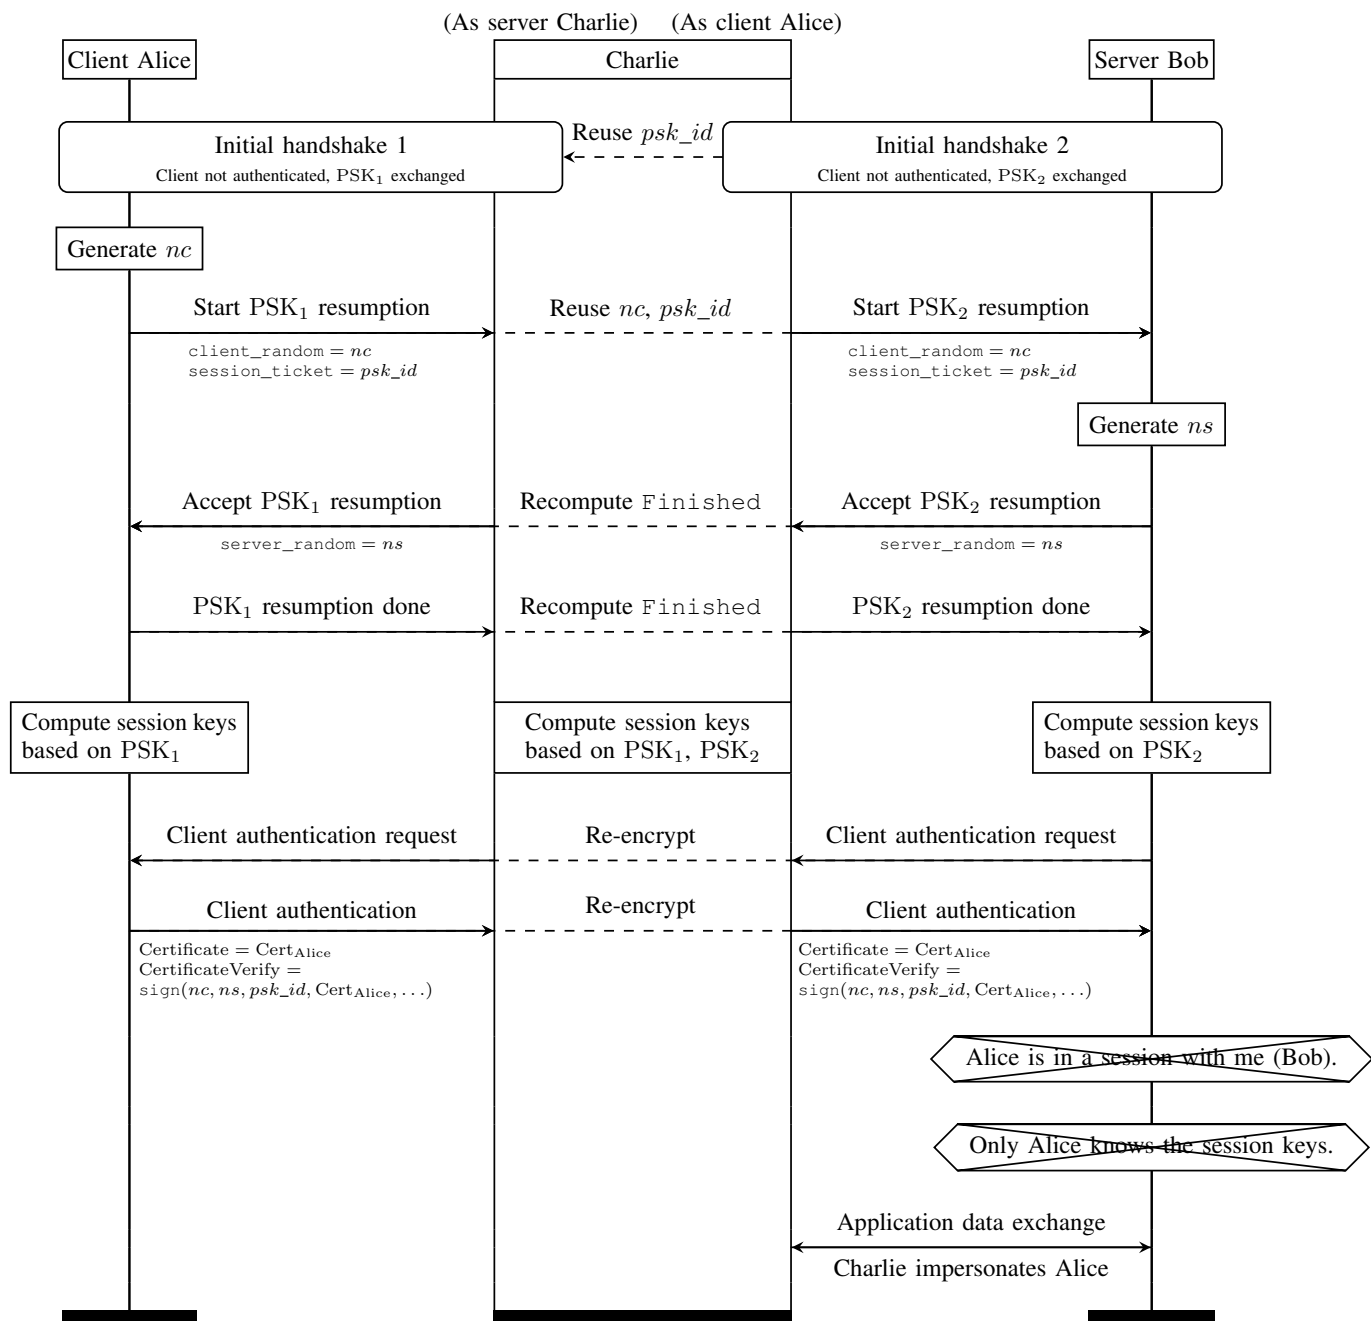 (As server Charlie) (As client Alice)
Client Alice
Charlie
Server Bob
Initial handshake 1
Client not authenticated, PSK₁ exchanged
Reuse psk_id
Initial handshake 2
Client not authenticated, PSK₂ exchanged
Generate nc
Start PSK₁ resumption
Reuse nc, psk_id
Start PSK₂ resumption
client_random = nc
session_ticket = psk_id
client_random = nc
session_ticket = psk_id
Generate ns
Accept PSK₁ resumption
Recompute Finished
Accept PSK₂ resumption
server_random = ns
server_random = ns
PSK₁ resumption done
Recompute Finished
PSK₂ resumption done
Compute session keys
based on PSK₁
Compute session keys
based on PSK₁, PSK₂
Compute session keys
based on PSK₂
Client authentication request
Re-encrypt
Client authentication request
Client authentication
Re-encrypt
Client authentication
Certificate = Cert_Alice
CertificateVerify =
sign(nc, ns, psk_id, Cert_Alice, …)
Certificate = Cert_Alice
CertificateVerify =
sign(nc, ns, psk_id, Cert_Alice, …)
Alice is in a session with me (Bob).
Only Alice knows the session keys.
Application data exchange
Charlie impersonates Alice